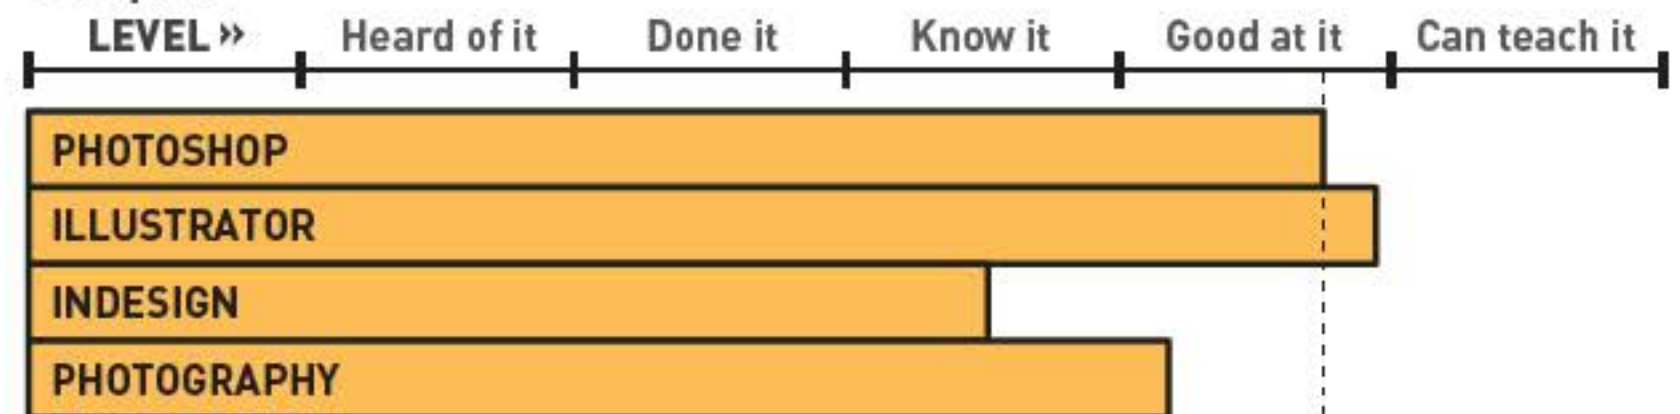 LEVEL » Heard of it Done it Know it Good at it Can teach it
PHOTOSHOP
ILLUSTRATOR
INDESIGN
PHOTOGRAPHY